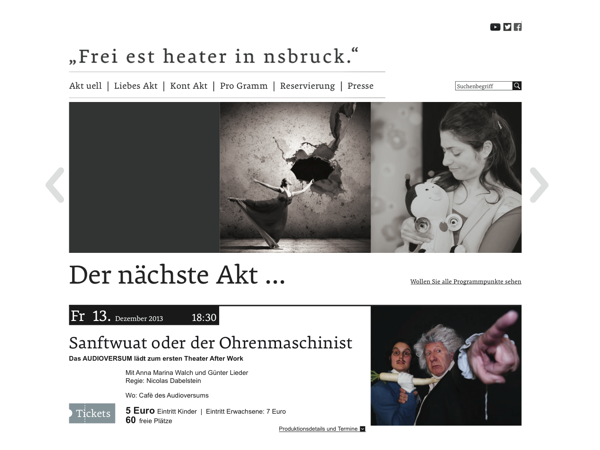 „Frei est heater in nsbruck.“
Akt uell | Liebes Akt | Kont Akt | Pro Gramm | Reservierung | Presse
Suchenbegriff
Der nächste Akt ...
Wollen Sie alle Programmpunkte sehen
Fr 13. Dezember 2013 18:30
Sanftwuat oder der Ohrenmaschinist
Das AUDIOVERSUM lädt zum ersten Theater After Work
Mit Anna Marina Walch und Günter Lieder
Regie: Nicolas Dabelstein
Wo: Cafè des Audioversums
Tickets
5 Euro Eintritt Kinder | Eintritt Erwachsene: 7 Euro
60 freie Plätze
Produktionsdetails und Termine